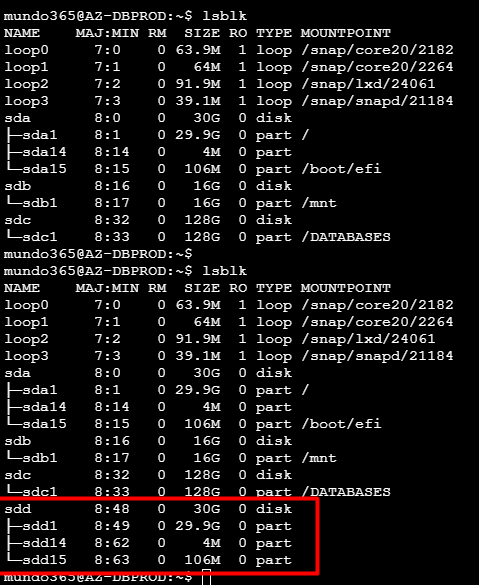 mundo365@AZ-DBPROD:~$ lsblk
NAME    MAJ:MIN RM  SIZE RO TYPE MOUNTPOINT
loop0     7:0    0 63.9M  1 loop /snap/core20/2182
loop1     7:1    0   64M  1 loop /snap/core20/2264
loop2     7:2    0 91.9M  1 loop /snap/lxd/24061
loop3     7:3    0 39.1M  1 loop /snap/snapd/21184
sda       8:0    0   30G  0 disk
├─sda1    8:1    0 29.9G  0 part /
├─sda14   8:14   0    4M  0 part
└─sda15   8:15   0  106M  0 part /boot/efi
sdb       8:16   0   16G  0 disk
└─sdb1    8:17   0   16G  0 part /mnt
sdc       8:32   0  128G  0 disk
└─sdc1    8:33   0  128G  0 part /DATABASES
mundo365@AZ-DBPROD:~$
mundo365@AZ-DBPROD:~$ lsblk
NAME    MAJ:MIN RM  SIZE RO TYPE MOUNTPOINT
loop0     7:0    0 63.9M  1 loop /snap/core20/2182
loop1     7:1    0   64M  1 loop /snap/core20/2264
loop2     7:2    0 91.9M  1 loop /snap/lxd/24061
loop3     7:3    0 39.1M  1 loop /snap/snapd/21184
sda       8:0    0   30G  0 disk
├─sda1    8:1    0 29.9G  0 part /
├─sda14   8:14   0    4M  0 part
└─sda15   8:15   0  106M  0 part /boot/efi
sdb       8:16   0   16G  0 disk
└─sdb1    8:17   0   16G  0 part /mnt
sdc       8:32   0  128G  0 disk
└─sdc1    8:33   0  128G  0 part /DATABASES
sdd       8:48   0   30G  0 disk
├─sdd1    8:49   0 29.9G  0 part
├─sdd14   8:62   0    4M  0 part
└─sdd15   8:63   0  106M  0 part
mundo365@AZ-DBPROD:~$